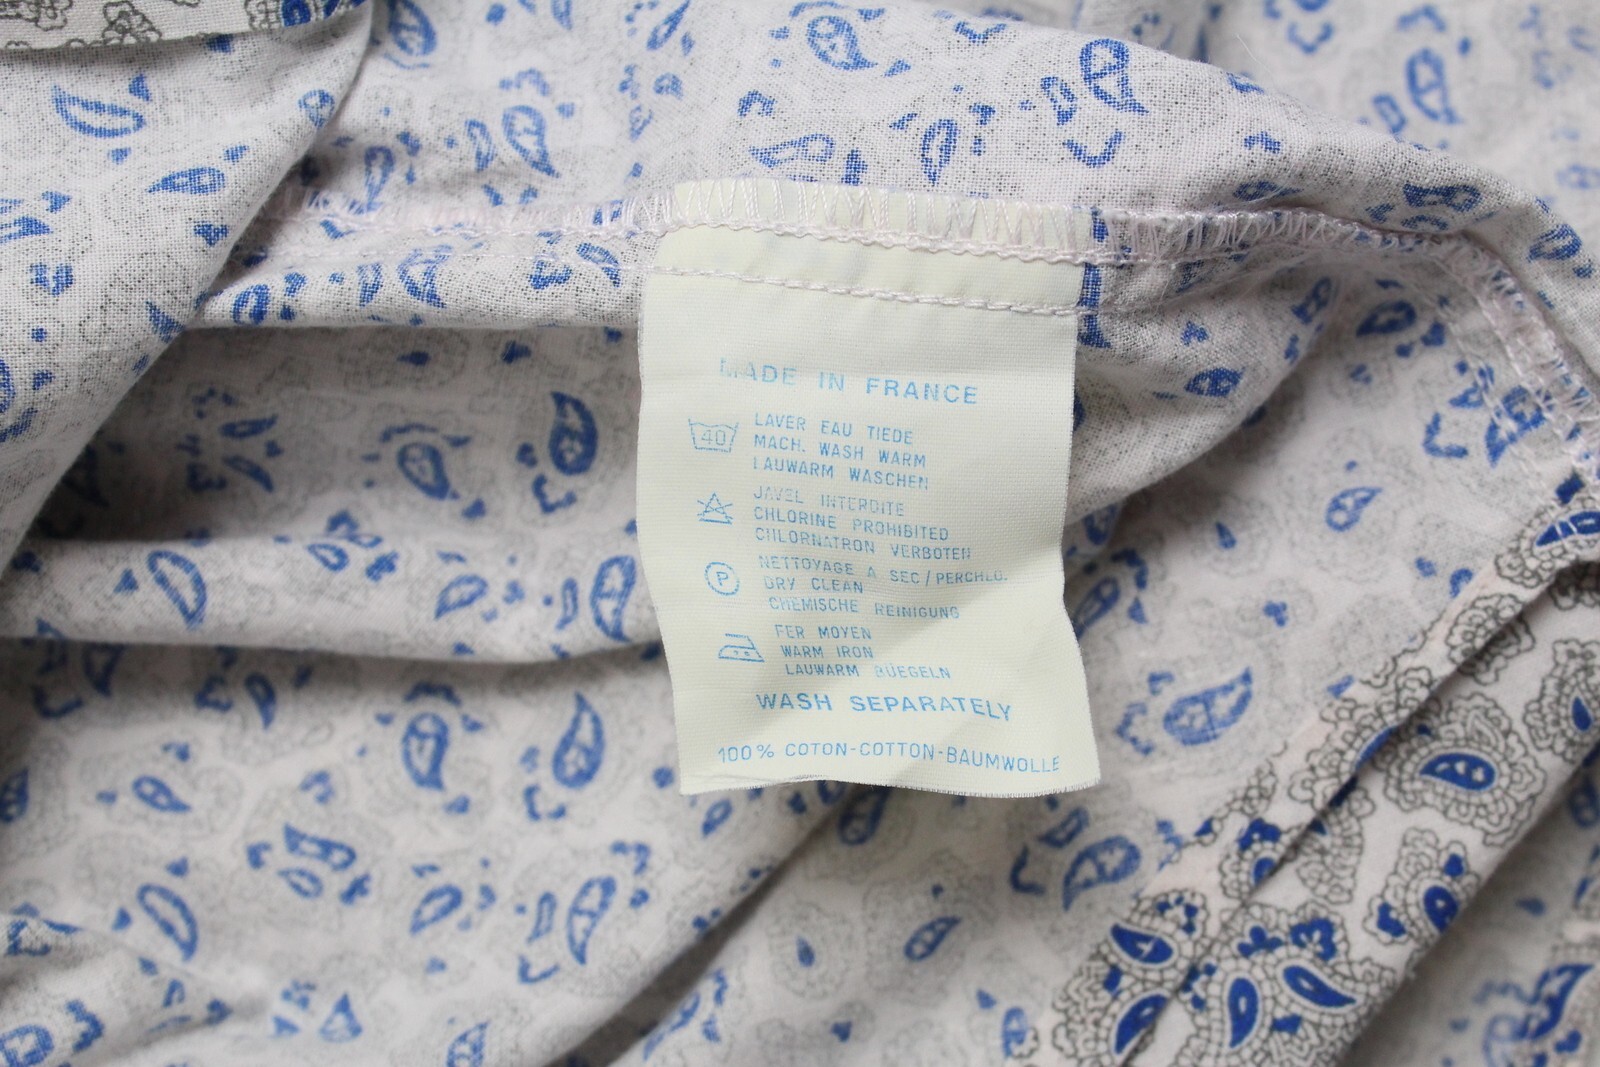 MADE IN FRANCE
40
LAVER EAU TIEDE
MACH. WASH WARM
LAUWARM WASCHEN
JAVEL INTERDITE
CHLORINE PROHIBITED
CHLORNATRON VERBOTEN
P
NETTOYAGE A SEC/PERCHLO.
DRY CLEAN
CHEMISCHE REINIGUNG
FER MOYEN
WARM IRON
LAUWARM BUEGELN
WASH SEPARATELY
100% COTON-COTTON-BAUMWOLLE